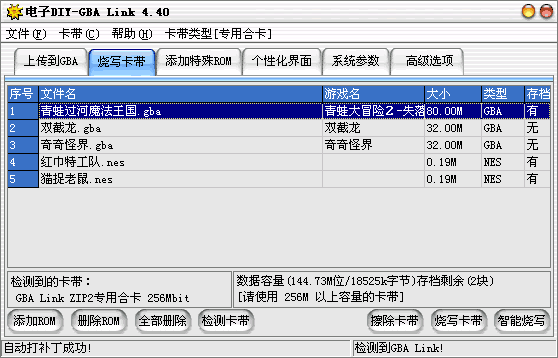 电子DIY-GBA Link 4.40
文件(F) 卡带(C) 帮助(H) 卡带类型[专用合卡]
上传到GBA 烧写卡带 添加特殊ROM 个性化界面 系统参数 高级选项
序号 文件名 游戏名 大小 类型 存档
1 青蛙过河魔法王国.gba 青蛙大冒险2-失落 80.00M GBA 有
2 双截龙.gba 双截龙 32.00M GBA 无
3 奇奇怪界.gba 奇奇怪界 32.00M GBA 无
4 红巾特工队.nes 0.19M NES 有
5 猫捉老鼠.nes 0.19M NES 有
检测到的卡带：
GBA Link ZIP2专用合卡 256Mbit
数据容量(144.73M位/18525k字节)存档剩余(2块)
[请使用 256M 以上容量的卡带]
添加ROM 删除ROM 全部删除 检测卡带 擦除卡带 烧写卡带 智能烧写
自动打补丁成功! 检测到GBA Link!